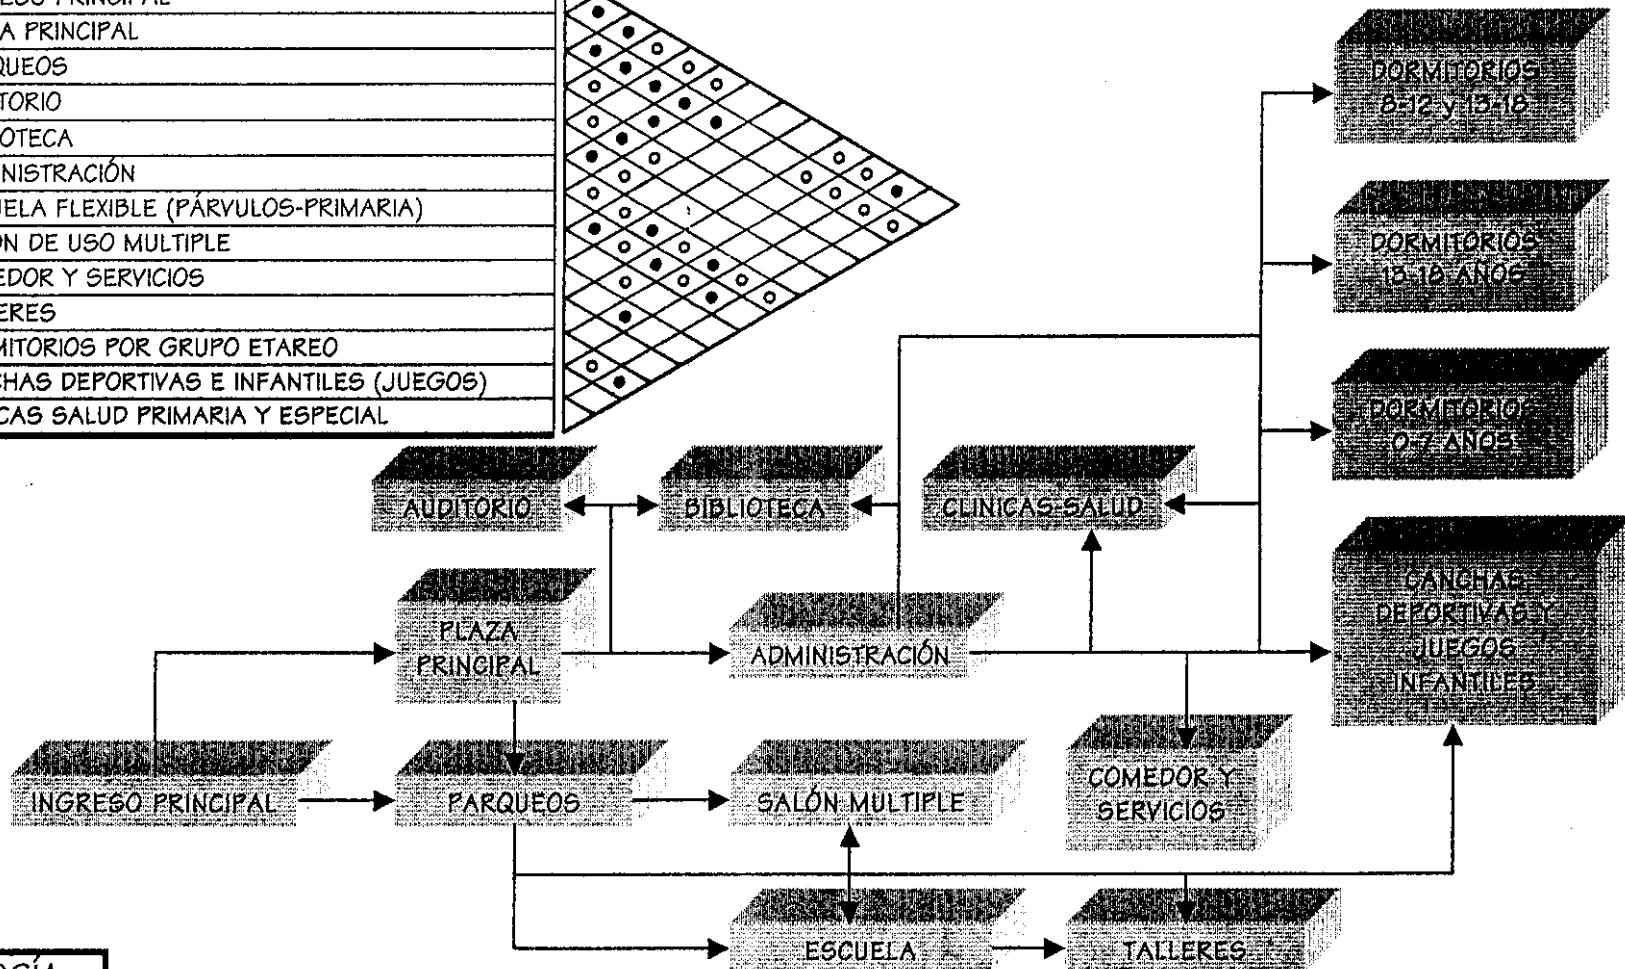 PRINCIPAL
A PRINCIPAL
QUEOS
TORIO
OTECA
NISTRACIÓN
ELA FLEXIBLE (PÁRVULOS-PRIMARIA)
ÓN DE USO MULTIPLE
EDOR Y SERVICIOS
ERES
MITORIOS POR GRUPO ETAREO
CHAS DEPORTIVAS E INFANTILES (JUEGOS)
CAS SALUD PRIMARIA Y ESPECIAL
DORMITORIOS
8-12 y 13-18
DORMITORIOS
13-18 AÑOS
DORMITORIOS
0-7 AÑOS
AUDITORIO
BIBLIOTECA
CLINICAS-SALUD
CANCHAS
DEPORTIVAS Y
JUEGOS
INFANTILES
PLAZA
PRINCIPAL
ADMINISTRACIÓN
INGRESO PRINCIPAL
PARQUEOS
SALÓN MULTIPLE
COMEDOR Y
SERVICIOS
ESCUELA
TALLERES